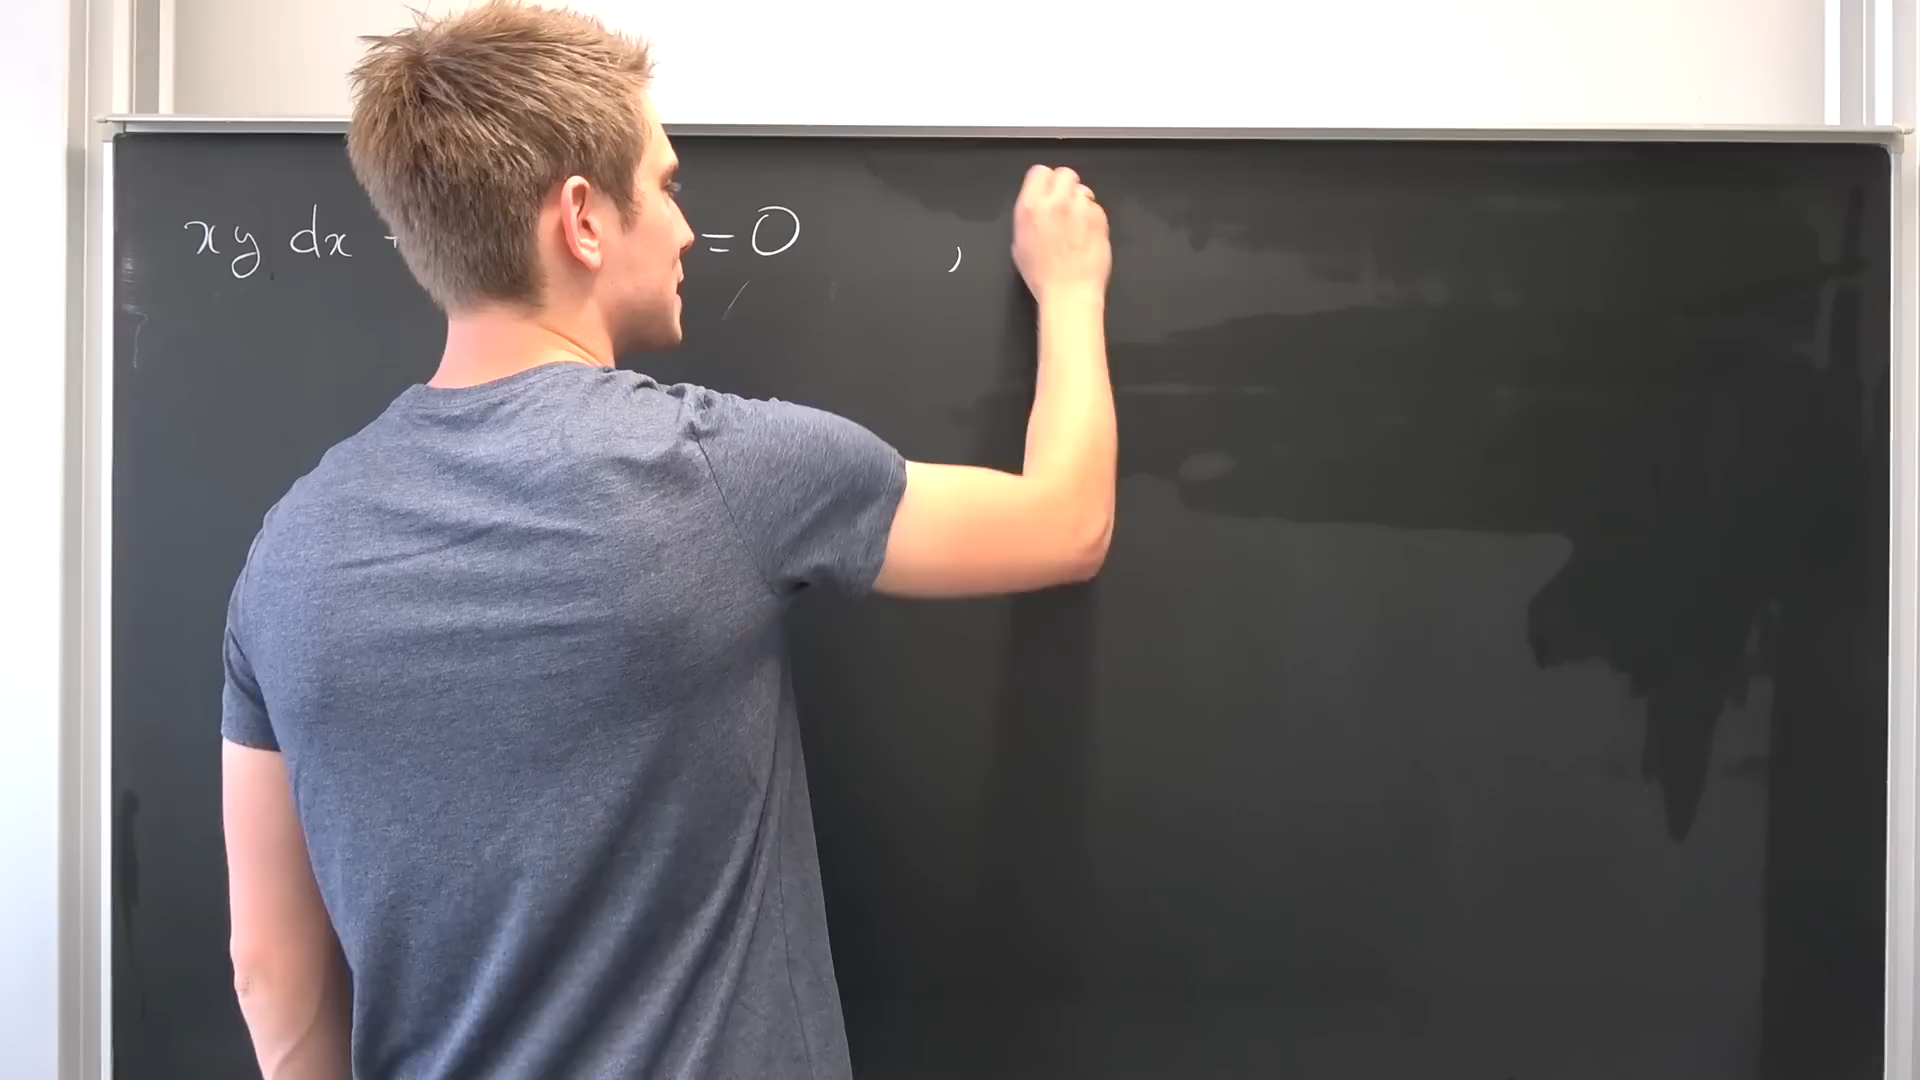 xy dx = 0 ,